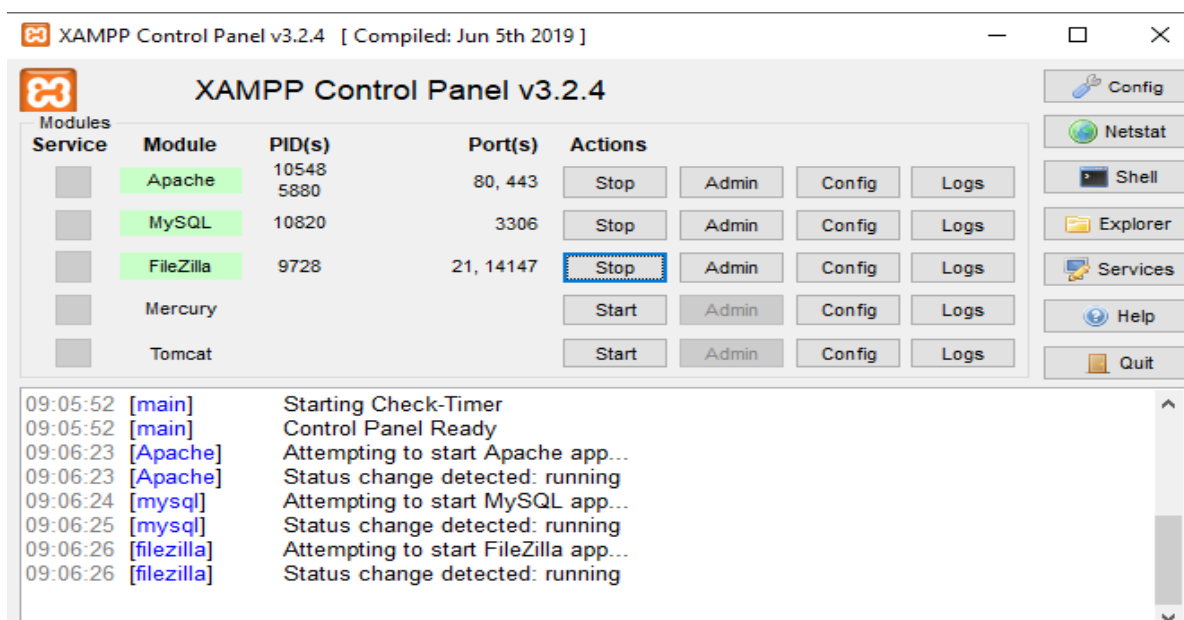 XAMPP Control Panel v3.2.4 [ Compiled: Jun 5th 2019 ]
XAMPP Control Panel v3.2.4
Config
Modules
Netstat
Service Module PID(s) Port(s) Actions
Apache 10548 5880 80, 443 Stop Admin Config Logs
Shell
MySQL 10820 3306 Stop Admin Config Logs
Explorer
FileZilla 9728 21, 14147 Stop Admin Config Logs
Services
Mercury Start Admin Config Logs
Help
Tomcat Start Admin Config Logs
Quit
09:05:52 [main] Starting Check-Timer
09:05:52 [main] Control Panel Ready
09:06:23 [Apache] Attempting to start Apache app...
09:06:23 [Apache] Status change detected: running
09:06:24 [mysql] Attempting to start MySQL app...
09:06:25 [mysql] Status change detected: running
09:06:26 [filezilla] Attempting to start FileZilla app...
09:06:26 [filezilla] Status change detected: running